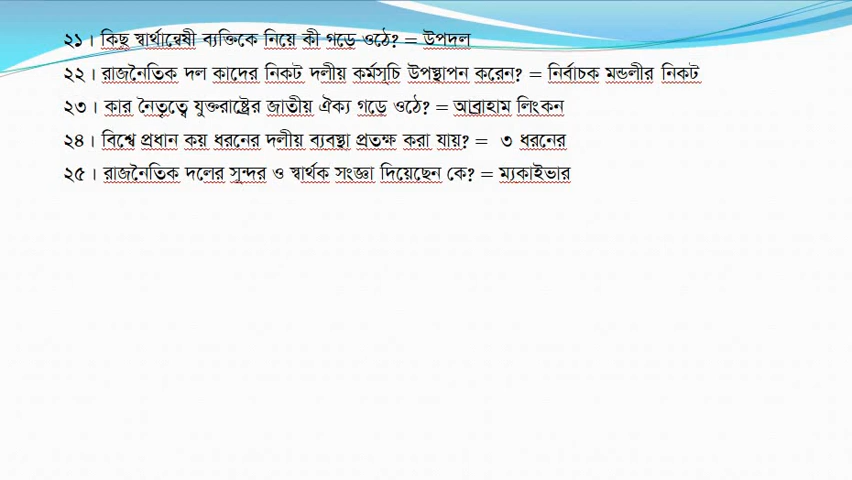 ২১। কিছু স্বার্থান্বেষী ব্যক্তিকে নিয়ে কী গড়ে ওঠে? = উপদল
২২। রাজনৈতিক দল কাদের নিকট দলীয় কর্মসূচি উপস্থাপন করেন? = নির্বাচক মন্ডলীর নিকট
২৩। কার নৈতৃত্বে যুক্তরাষ্ট্রের জাতীয় ঐক্য গড়ে ওঠে? = আব্রাহাম লিংকন
২৪। বিশ্বে প্রধান কয় ধরনের দলীয় ব্যবস্থা প্রতক্ষ করা যায়? = ৩ ধরনের
২৫। রাজনৈতিক দলের সুন্দর ও স্বার্থক সংজ্ঞা দিয়েছেন কে? = ম্যকাইভার